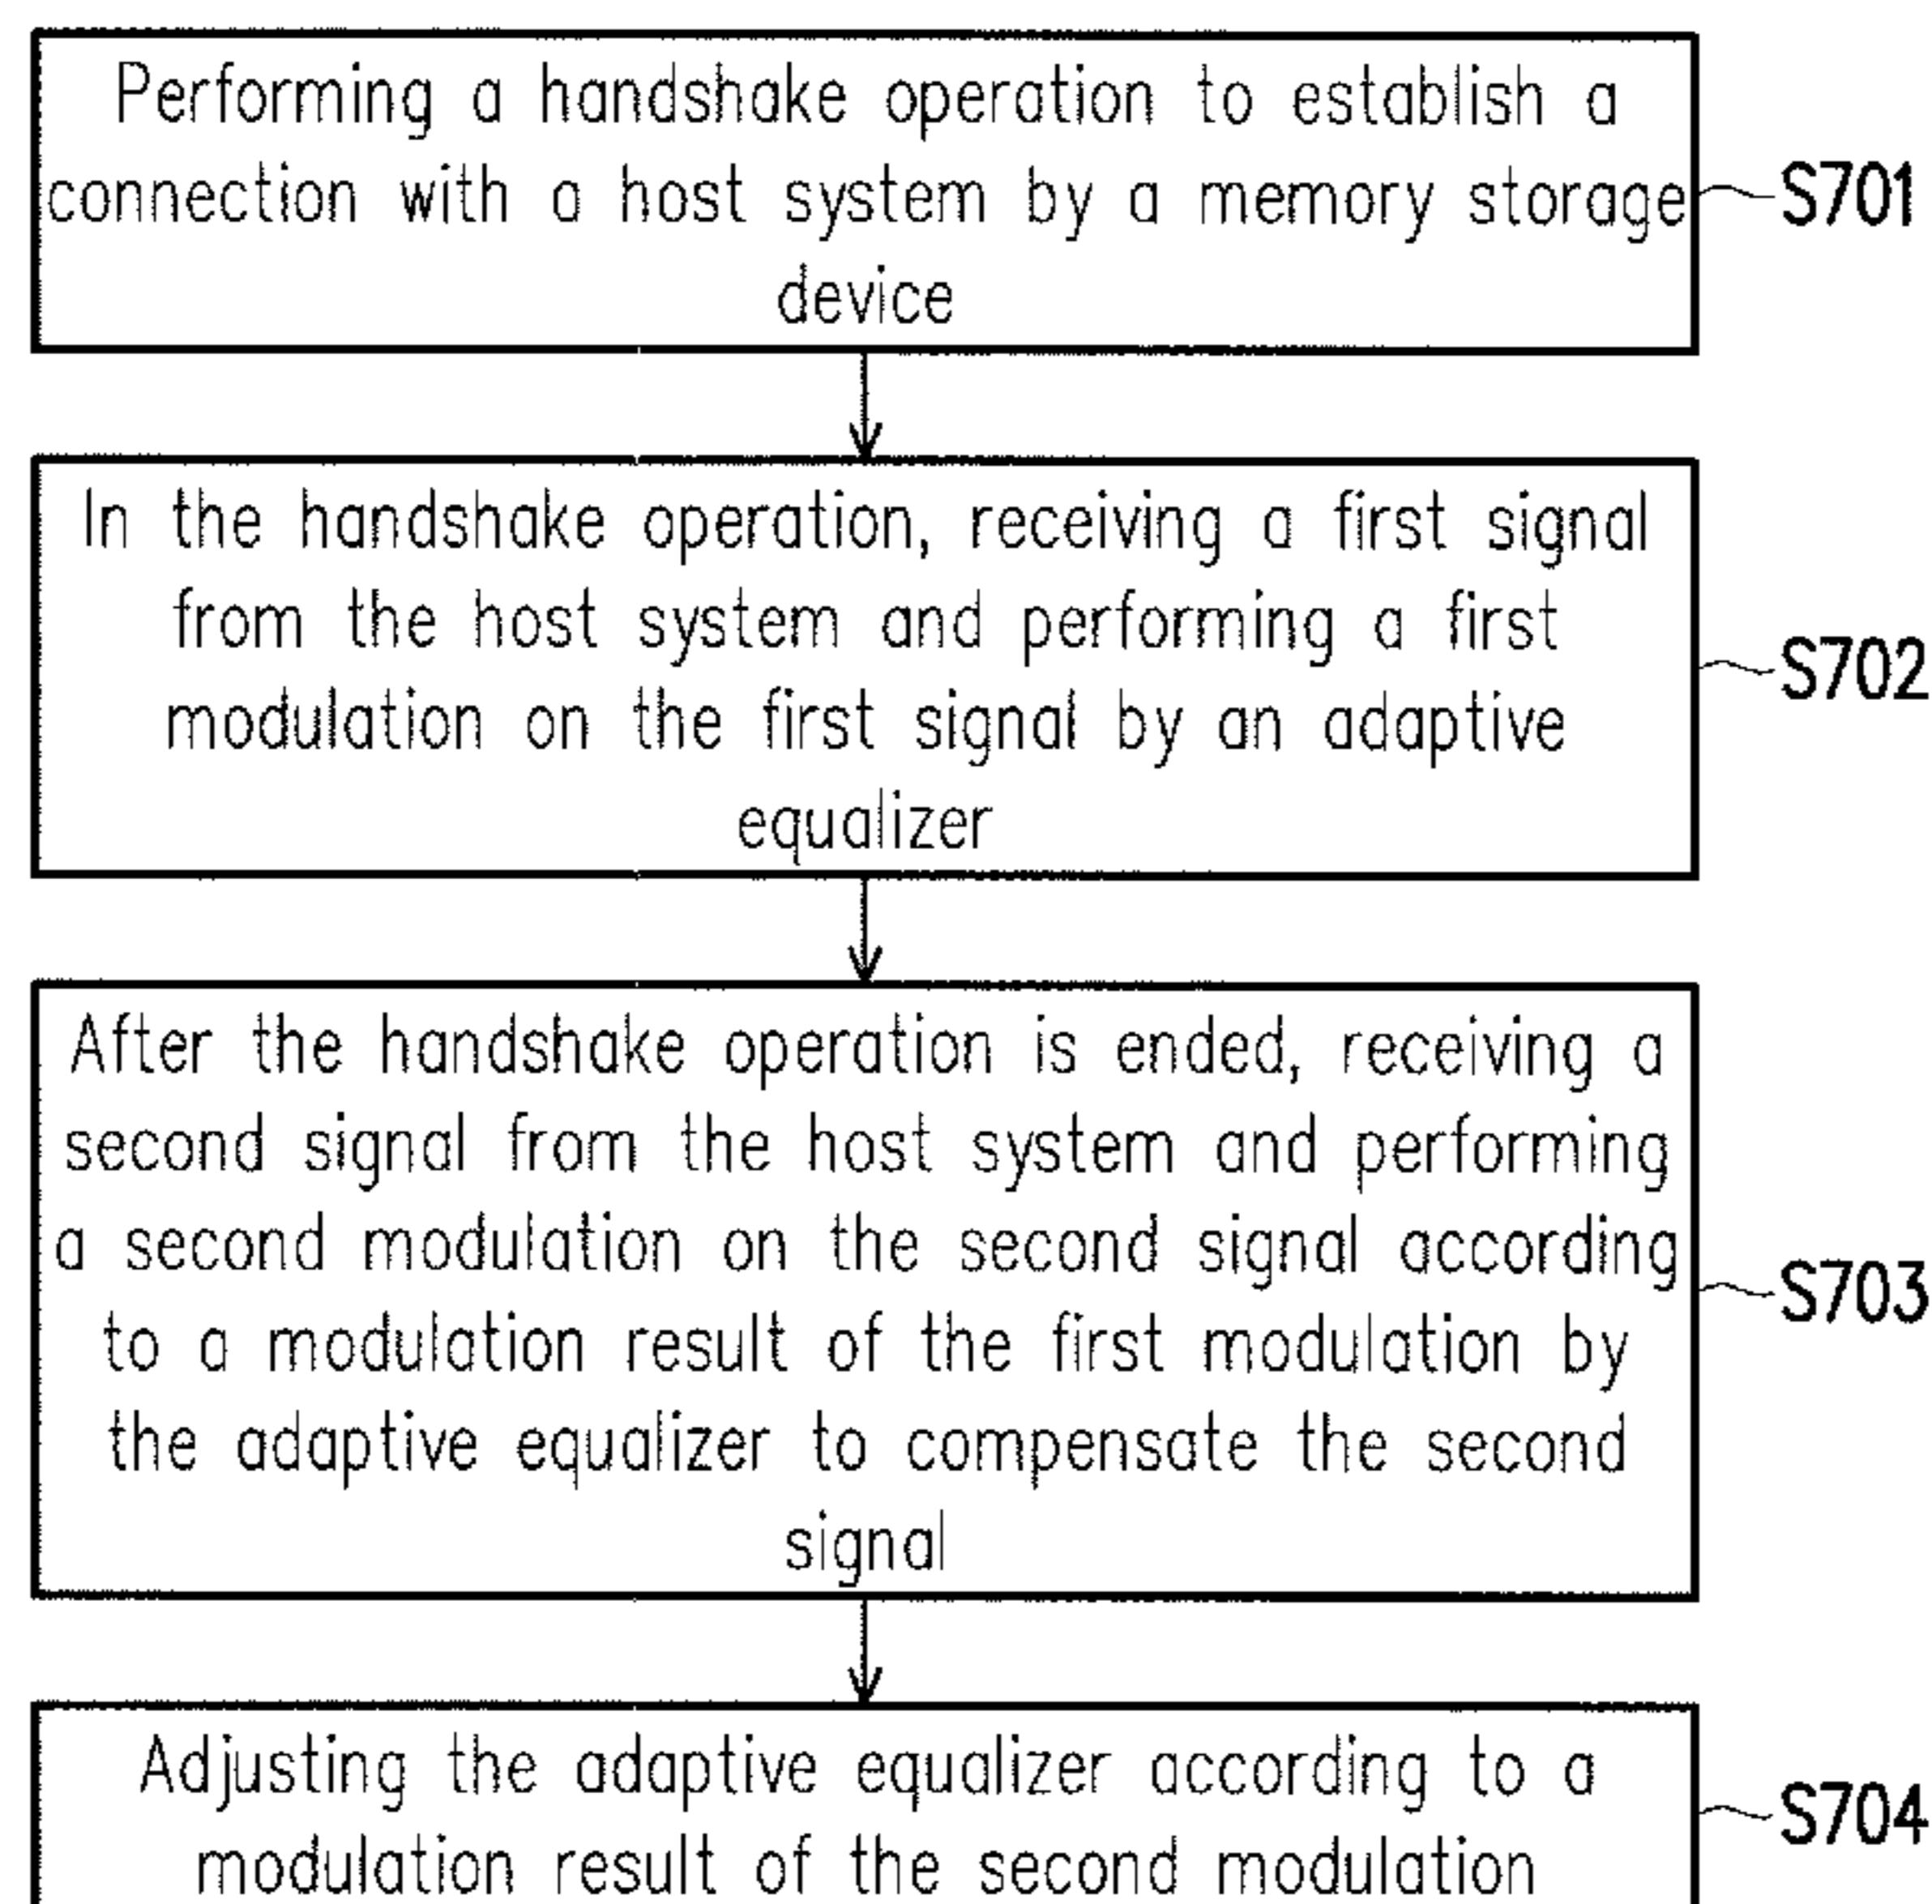 Performing a handshake operation to establish a
connection with a host system by a memory storage
device
S701
In the handshake operation, receiving a first signal
from the host system and performing a first
modulation on the first signal by an adaptive
equalizer
S702
After the handshake operation is ended, receiving a
second signal from the host system and performing
a second modulation on the second signal according
to a modulation result of the first modulation by
the adaptive equalizer to compensate the second
signal
S703
Adjusting the adaptive equalizer according to a
modulation result of the second modulation
S704